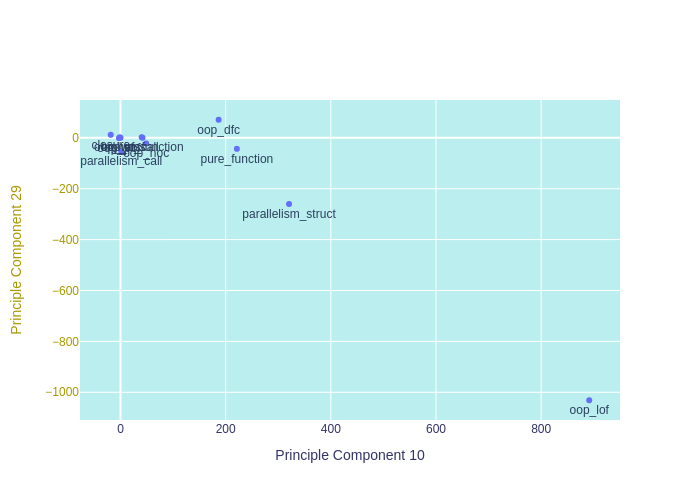 0
−200
−400
−600
−800
−1000
Principle Component 29
oop_dfc
pure_function
parallelism_call
parallelism_struct
oop_lof
0
200
400
600
800
Principle Component 10